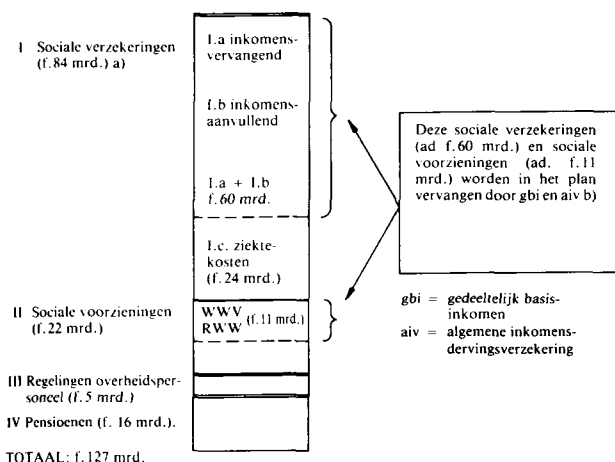 I Sociale verzekeringen
(f.84 mrd.) a)
I.a inkomens-
vervangend
I.b inkomens-
aanvullend
I.a + I.b
f.60 mrd.
I.c. ziekte-
kosten
(f.24 mrd.)
II Sociale voorzieningen
(f.22 mrd.)
WWV
RWW
(f.11 mrd.)
III Regelingen overheidsper-
soneel (f. 5 mrd.)
IV Pensioenen (f. 16 mrd.).
TOTAAL: f.127 mrd.
Deze sociale verzekeringen
(ad f.60 mrd.) en sociale
voorzieningen (ad. f.11
mrd.) worden in het plan
vervangen door gbi en aiv b)
gbi = gedeeltelijk basis-
inkomen
aiv = algemene inkomens-
dervingsverzekering